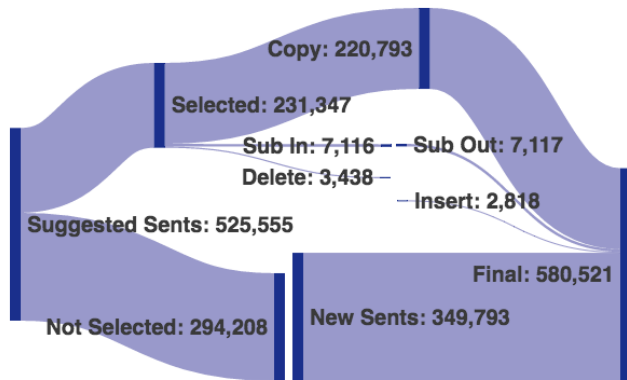 Copy: 220,793
Selected: 231,347
Sub In: 7,116
Sub Out: 7,117
Delete: 3,438
Insert: 2,818
Suggested Sents: 525,555
Final: 580,521
Not Selected: 294,208
New Sents: 349,793